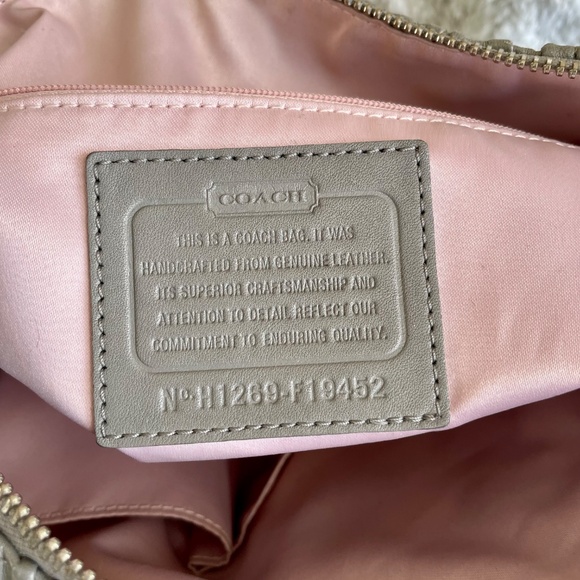 COACH
THIS IS A COACH BAG. IT WAS
HANDCRAFTED FROM GENUINE LEATHER.
ITS SUPERIOR CRAFTSMANSHIP AND
ATTENTION TO DETAIL REFLECT OUR
COMMITMENT TO ENDURING QUALITY.
No. H1269-F19452